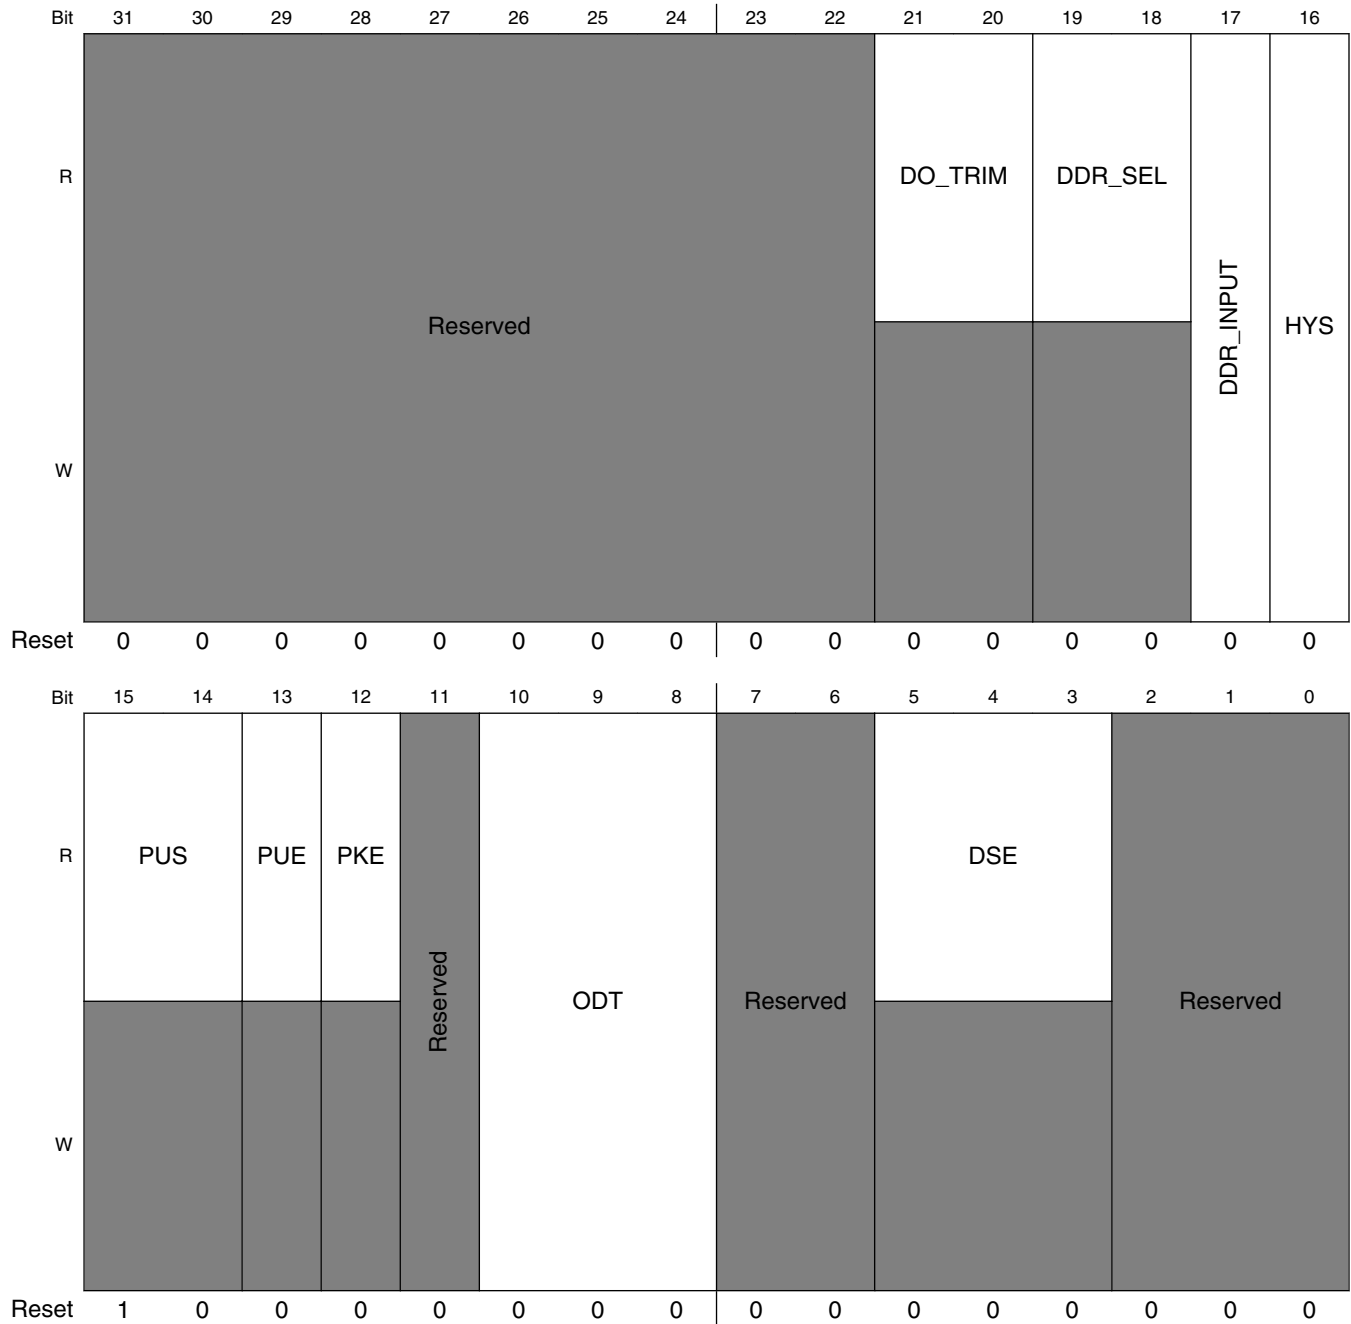 Bit 31 30 29 28 27 26 25 24 23 22 21 20 19 18 17 16
R DO_TRIM DDR_SEL
Reserved DDR_INPUT HYS
W
Reset 0 0 0 0 0 0 0 0 0 0 0 0 0 0 0 0
Bit 15 14 13 12 11 10 9 8 7 6 5 4 3 2 1 0
R PUS PUE PKE DSE
Reserved ODT Reserved Reserved
W
Reset 1 0 0 0 0 0 0 0 0 0 0 0 0 0 0 0